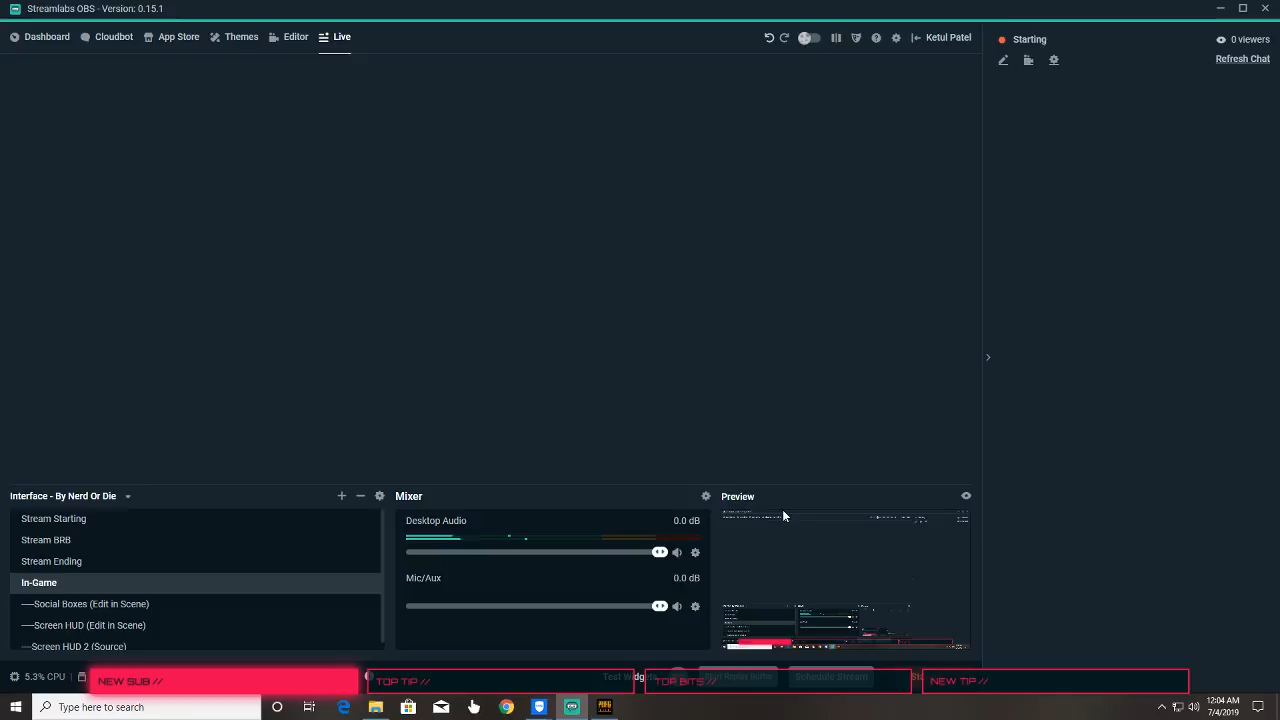 Streamlabs OBS - Version: 0.15.1
Dashboard Cloudbot App Store Themes Editor Live Ketul Patel
Starting 0 viewers
Refresh Chat
Interface - By Nerd Or Die
Stream Starting
Stream BRB
Stream Ending
In-Game
──Social Boxes (Edit in Scene)
──Screen HUD (Edit in Scene)
──Screen HUD 2 (Source)
Mixer
Desktop Audio 0.0 dB
Mic/Aux 0.0 dB
Preview
5.3% CPU Test Widgets Start Replay Buffer Schedule Stream
NEW SUB // TOP TIP // TOP BITS // NEW TIP //
Type here to search
PUBG
12:04 AM
7/4/2019